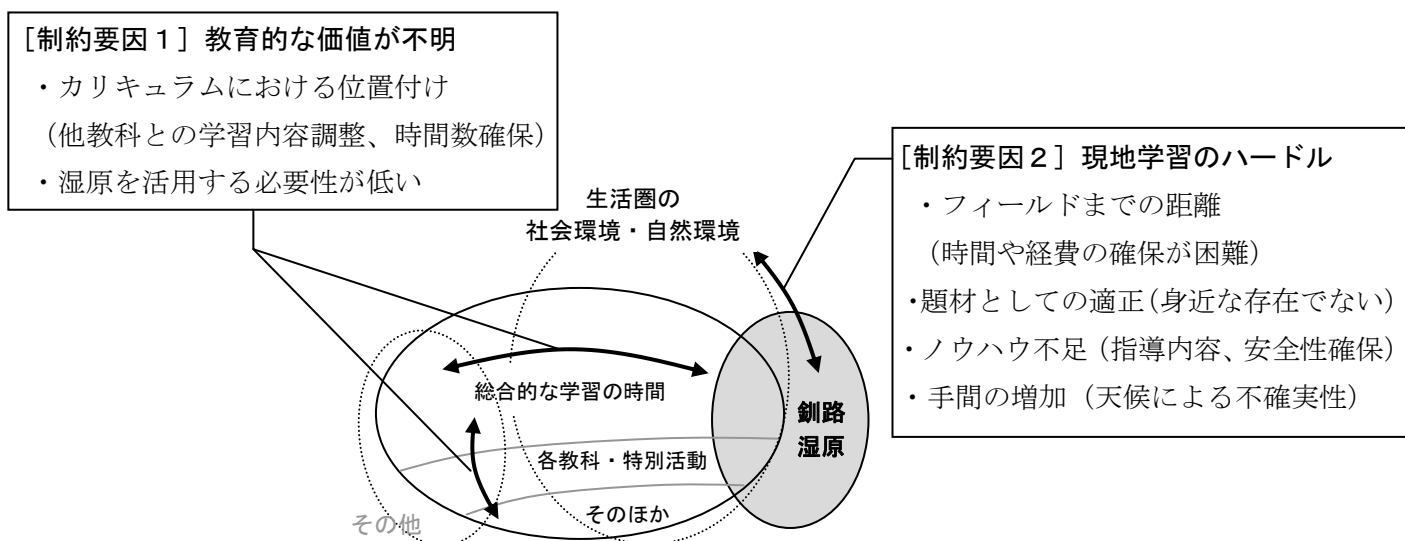 ［制約要因１］教育的な価値が不明
・カリキュラムにおける位置付け
（他教科との学習内容調整、時間数確保）
・湿原を活用する必要性が低い
［制約要因２］現地学習のハードル
・フィールドまでの距離
（時間や経費の確保が困難）
・題材としての適正（身近な存在でない）
・ノウハウ不足（指導内容、安全性確保）
・手間の増加（天候による不確実性）
生活圏の
社会環境・自然環境
総合的な学習の時間
釧路
湿原
各教科・特別活動
そのほか
その他